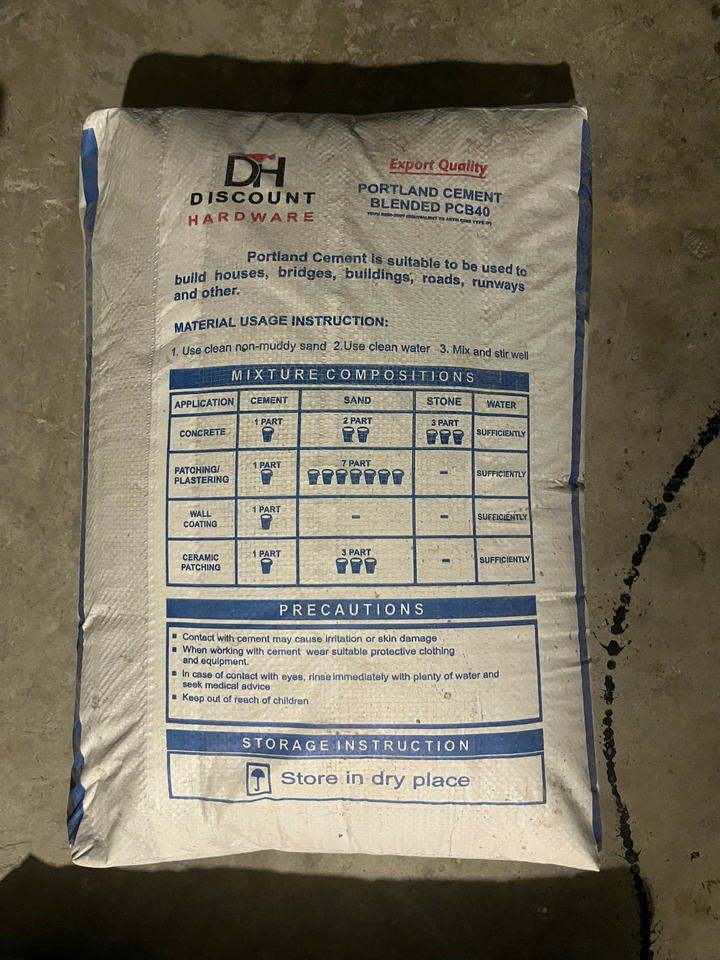 DH
DISCOUNT
HARDWARE
Export Quality
PORTLAND CEMENT
BLENDED PCB40
Portland Cement is suitable to be used to
build houses, bridges, buildings, roads, runways
and other.
MATERIAL USAGE INSTRUCTION:
1. Use clean non-muddy sand 2.Use clean water 3. Mix and stir well
MIXTURE COMPOSITIONS
APPLICATION CEMENT SAND STONE WATER
CONCRETE 1 PART 2 PART 3 PART SUFFICIENTLY
PATCHING/
PLASTERING 1 PART 7 PART - SUFFICIENTLY
WALL
COATING 1 PART - - SUFFICIENTLY
CERAMIC
PATCHING 1 PART 3 PART - SUFFICIENTLY
PRECAUTIONS
▪ Contact with cement may cause irritation or skin damage
▪ When working with cement wear suitable protective clothing
and equipment.
▪ In case of contact with eyes, rinse immediately with plenty of water and
seek medical advice
▪ Keep out of reach of children
STORAGE INSTRUCTION
Store in dry place